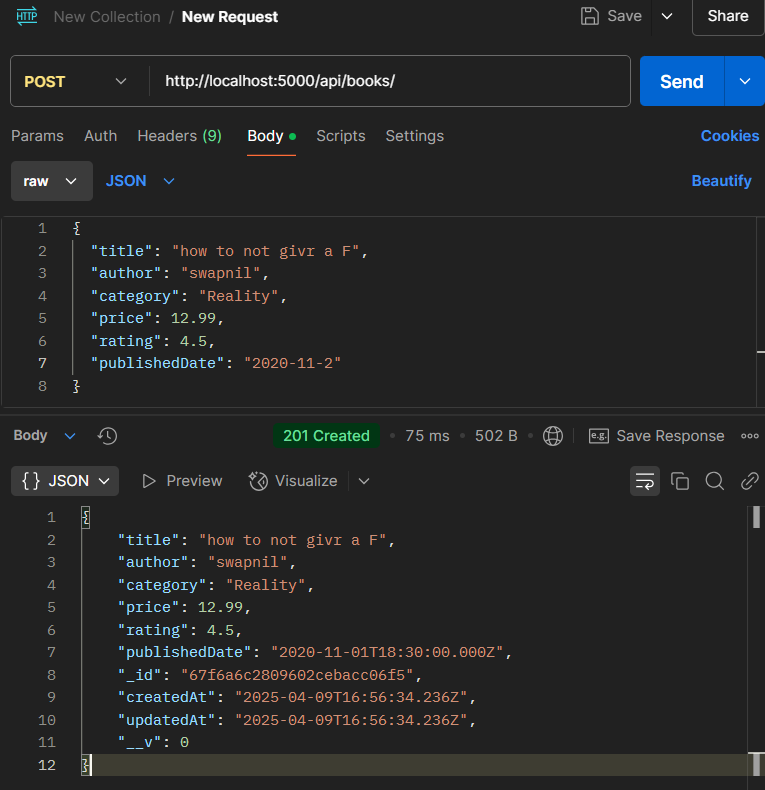 HTTP New Collection / New Request Save Share
POST http://localhost:5000/api/books/ Send
Params Auth Headers (9) Body Scripts Settings Cookies
raw JSON Beautify
1 {
2 "title": "how to not givr a F",
3 "author": "swapnil",
4 "category": "Reality",
5 "price": 12.99,
6 "rating": 4.5,
7 "publishedDate": "2020-11-2"
8 }
Body 201 Created • 75 ms • 502 B • e.g. Save Response
{} JSON Preview Visualize
1 {
2 "title": "how to not givr a F",
3 "author": "swapnil",
4 "category": "Reality",
5 "price": 12.99,
6 "rating": 4.5,
7 "publishedDate": "2020-11-01T18:30:00.000Z",
8 "_id": "67f6a6c2809602cebacc06f5",
9 "createdAt": "2025-04-09T16:56:34.236Z",
10 "updatedAt": "2025-04-09T16:56:34.236Z",
11 "__v": 0
12 }